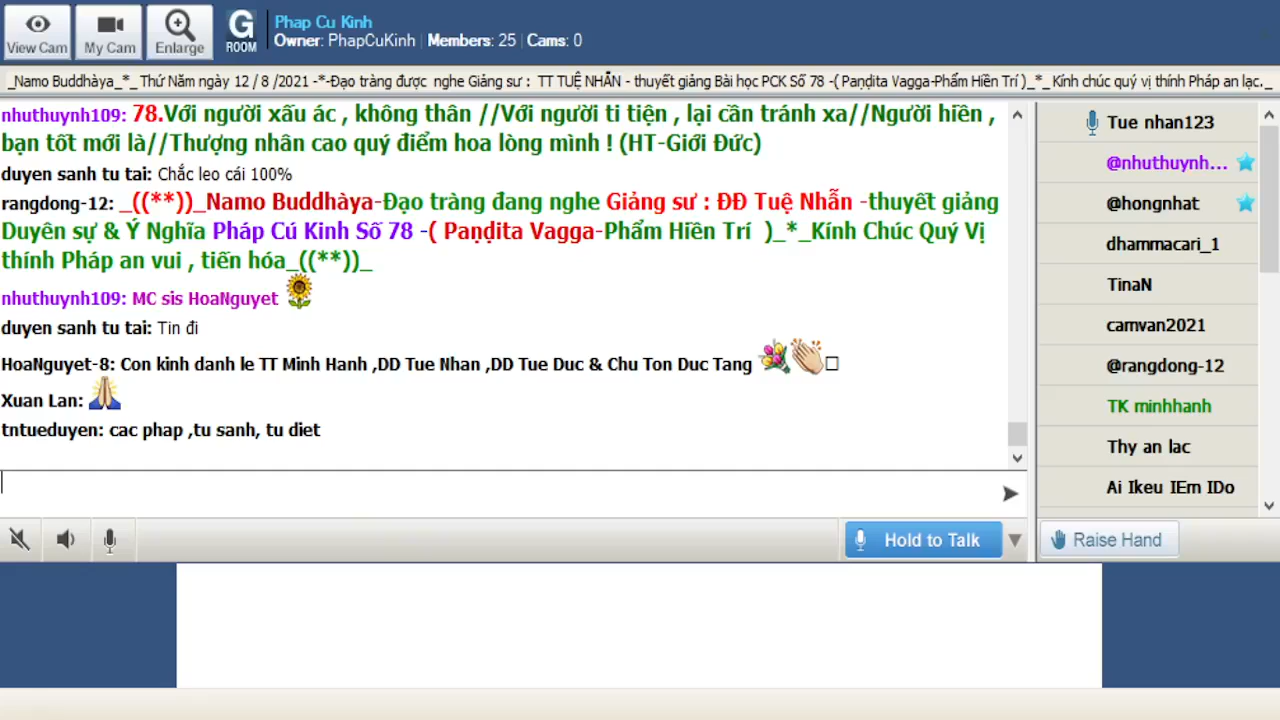 Phap Cu Kinh
Owner: PhapCuKinh Members: 25 Cams: 0
View Cam My Cam Enlarge G ROOM
_Namo Buddhàya_*_ Thứ Năm ngày 12 / 8 /2021 -*-Đạo tràng được nghe Giảng sư : TT TUỆ NHẪN - thuyết giảng Bài học PCK Số 78 -( Paṇḍita Vagga-Phẩm Hiền Trí )_*_ Kính chúc quý vị thính Pháp an lạc._
nhuthuynh109: 78.Với người xấu ác , không thân //Với người ti tiện , lại cần tránh xa//Người hiền ,
bạn tốt mới là//Thượng nhân cao quý điểm hoa lòng mình ! (HT-Giới Đức)
duyen sanh tu tai: Chắc leo cái 100%
rangdong-12: _((**))_Namo Buddhàya-Đạo tràng đang nghe Giảng sư : ĐĐ Tuệ Nhẫn -thuyết giảng
Duyên sự & Ý Nghĩa Pháp Cú Kinh Số 78 -( Paṇḍita Vagga-Phẩm Hiền Trí )_*_Kính Chúc Quý Vị
thính Pháp an vui , tiến hóa_((**))_
nhuthuynh109: MC sis HoaNguyet
duyen sanh tu tai: Tin đi
HoaNguyet-8: Con kinh danh le TT Minh Hanh ,DD Tue Nhan ,DD Tue Duc & Chu Ton Duc Tang
Xuan Lan:
tntueduyen: cac phap ,tu sanh, tu diet
Tue nhan123
@nhuthuynh...
@hongnhat
dhammacari_1
TinaN
camvan2021
@rangdong-12
TK minhhanh
Thy an lac
Ai Ikeu IEm IDo
Hold to Talk
Raise Hand